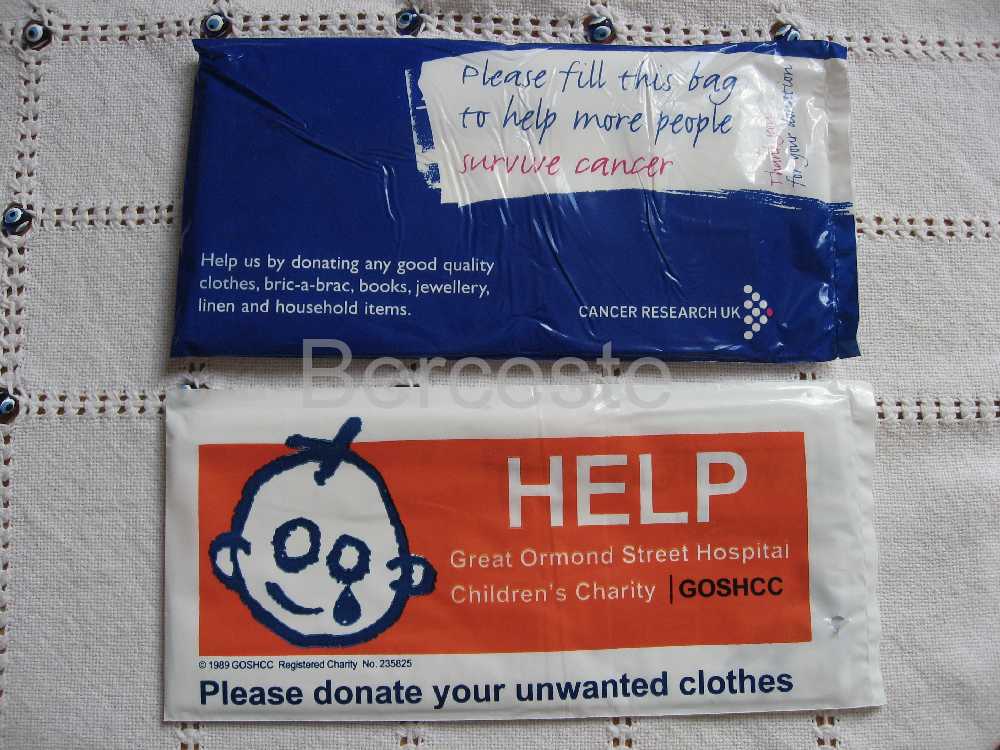 Please fill this bag
to help more people
survive cancer
Thank you
for your donation
Help us by donating any good quality
clothes, bric-a-brac, books, jewellery,
linen and household items.
CANCER RESEARCH UK
Bercoste
HELP
Great Ormond Street Hospital
Children's Charity | GOSHCC
© 1989 GOSHCC Registered Charity No. 235825
Please donate your unwanted clothes